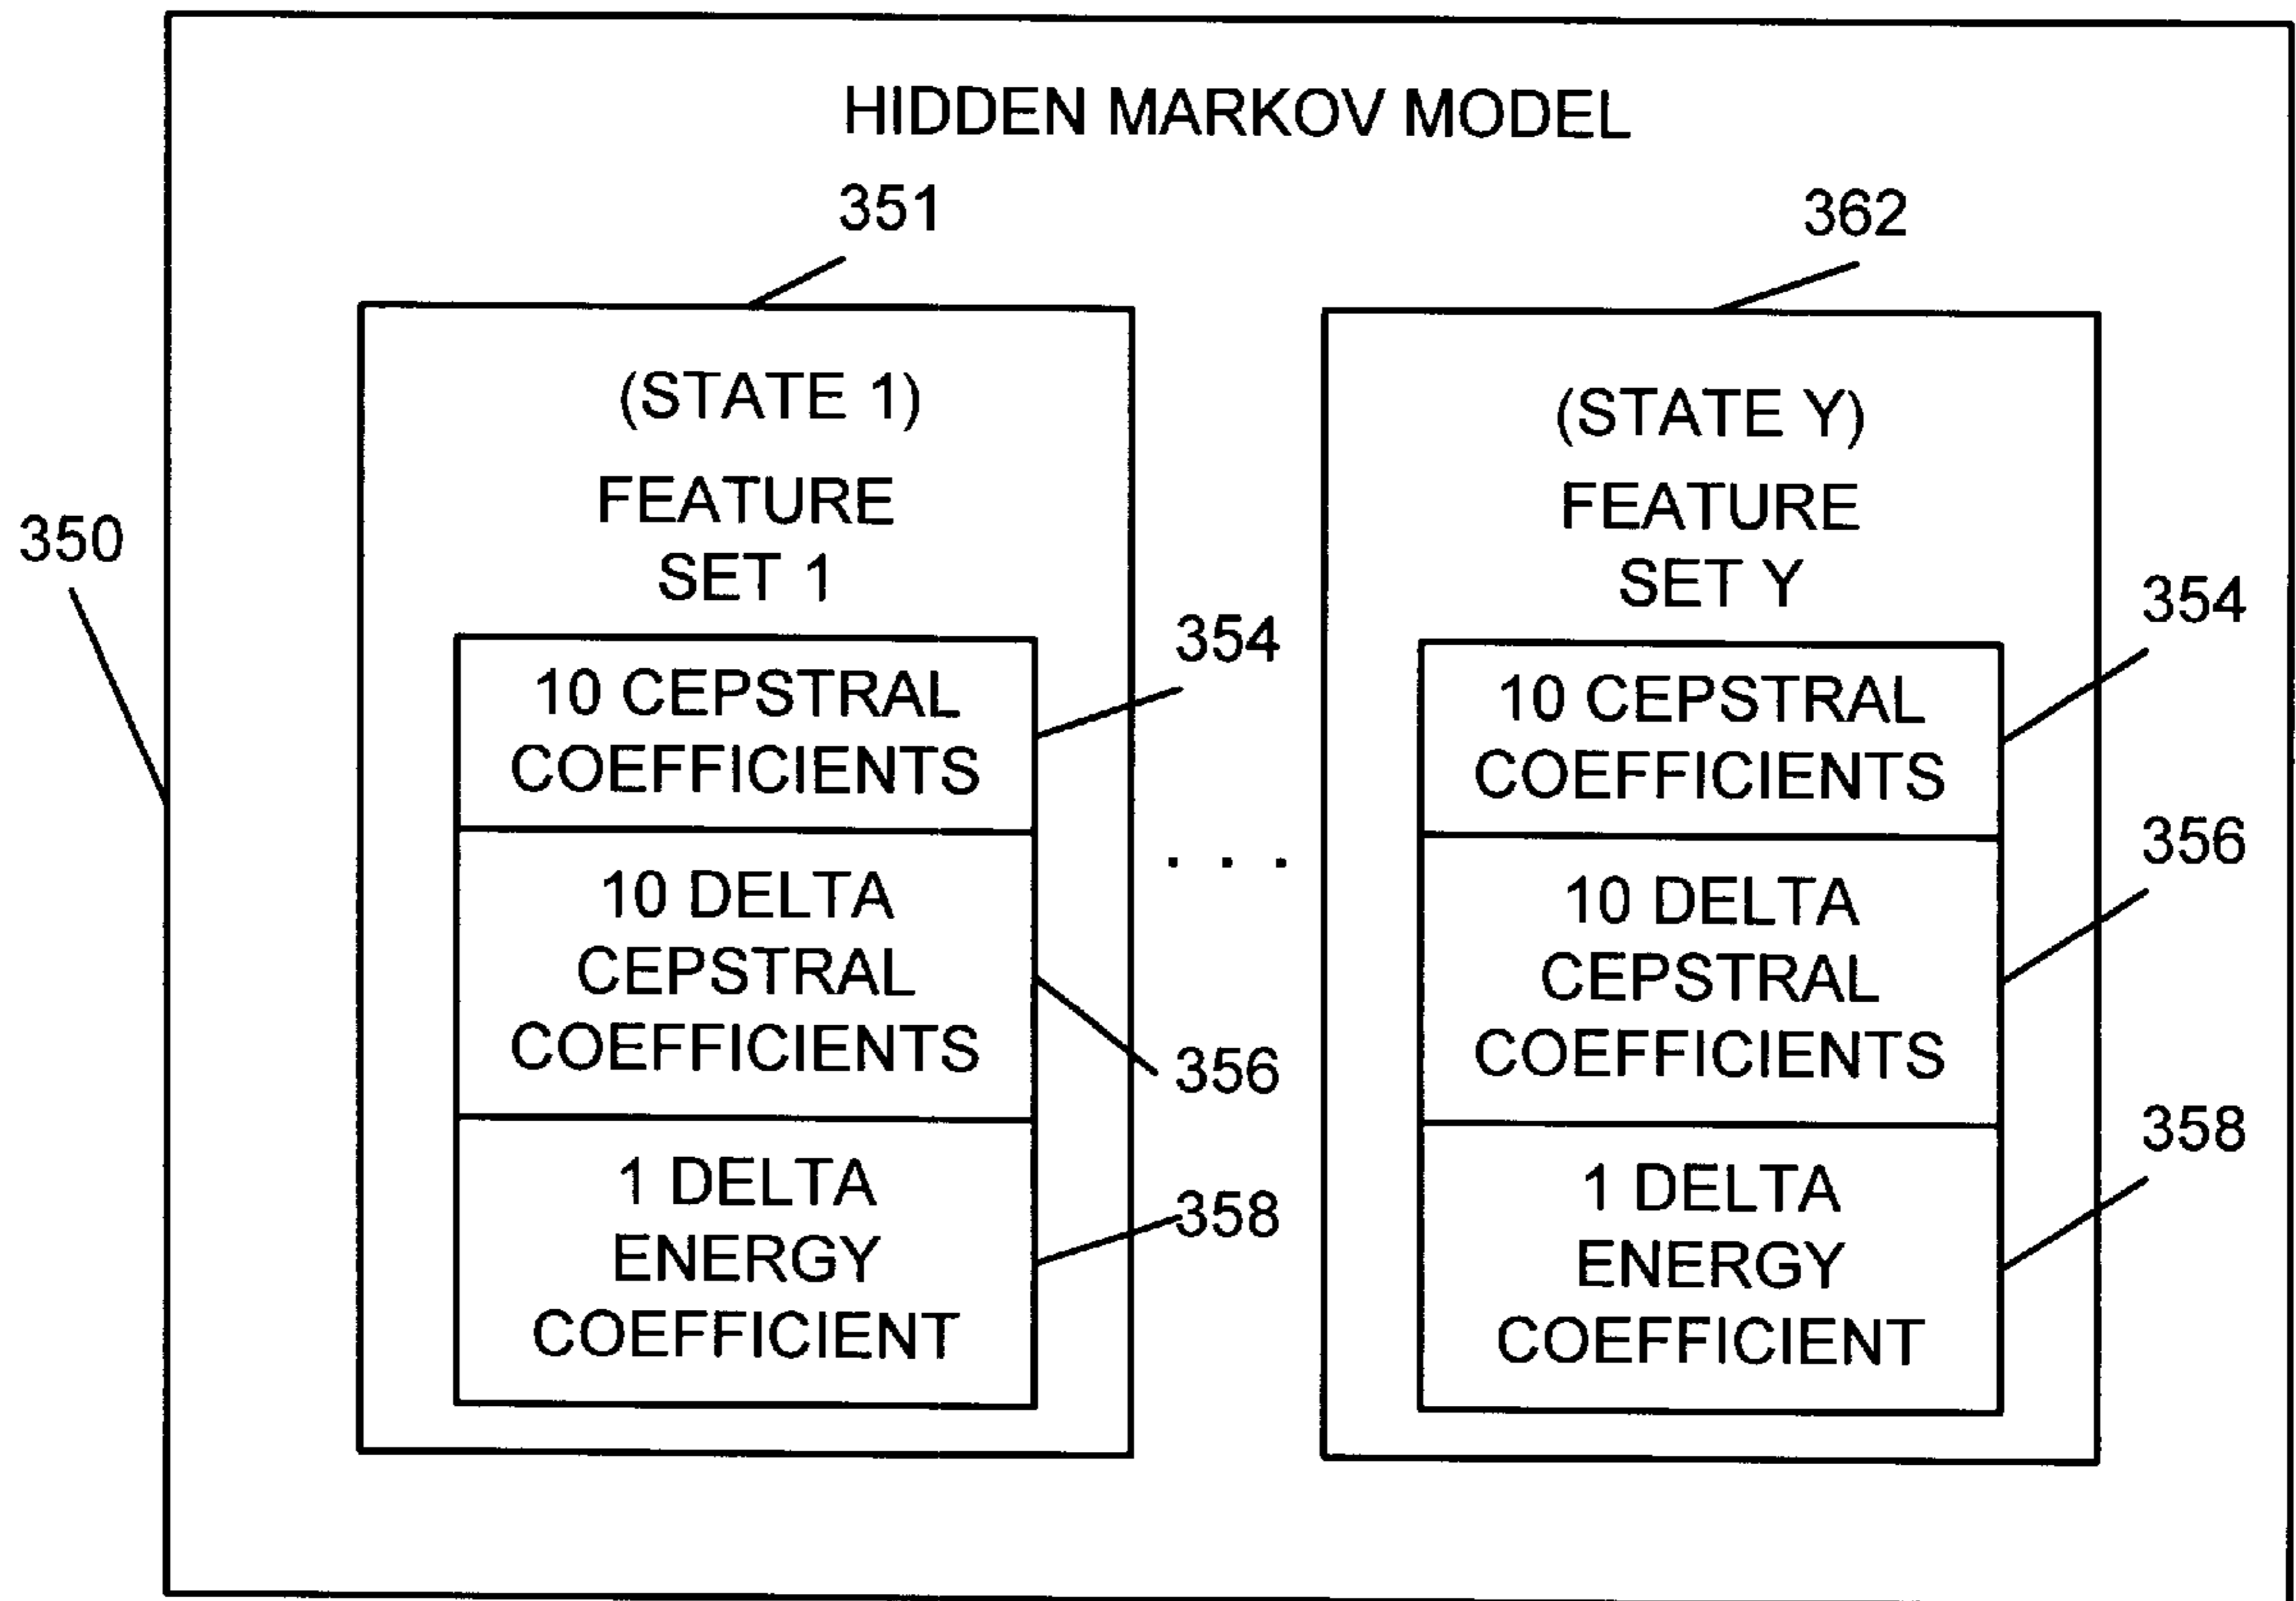 HIDDEN MARKOV MODEL
351
362
350
(STATE 1)
FEATURE
SET 1
354
10 CEPSTRAL
COEFFICIENTS
10 DELTA
CEPSTRAL
COEFFICIENTS
356
1 DELTA
ENERGY
COEFFICIENT
358
. . .
(STATE Y)
FEATURE
SET Y
354
10 CEPSTRAL
COEFFICIENTS
356
10 DELTA
CEPSTRAL
COEFFICIENTS
358
1 DELTA
ENERGY
COEFFICIENT